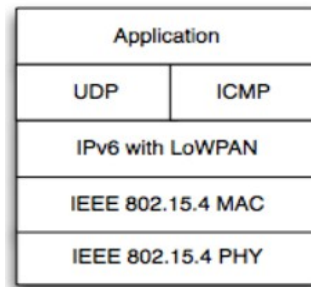 Application
UDP ICMP
IPv6 with LoWPAN
IEEE 802.15.4 MAC
IEEE 802.15.4 PHY